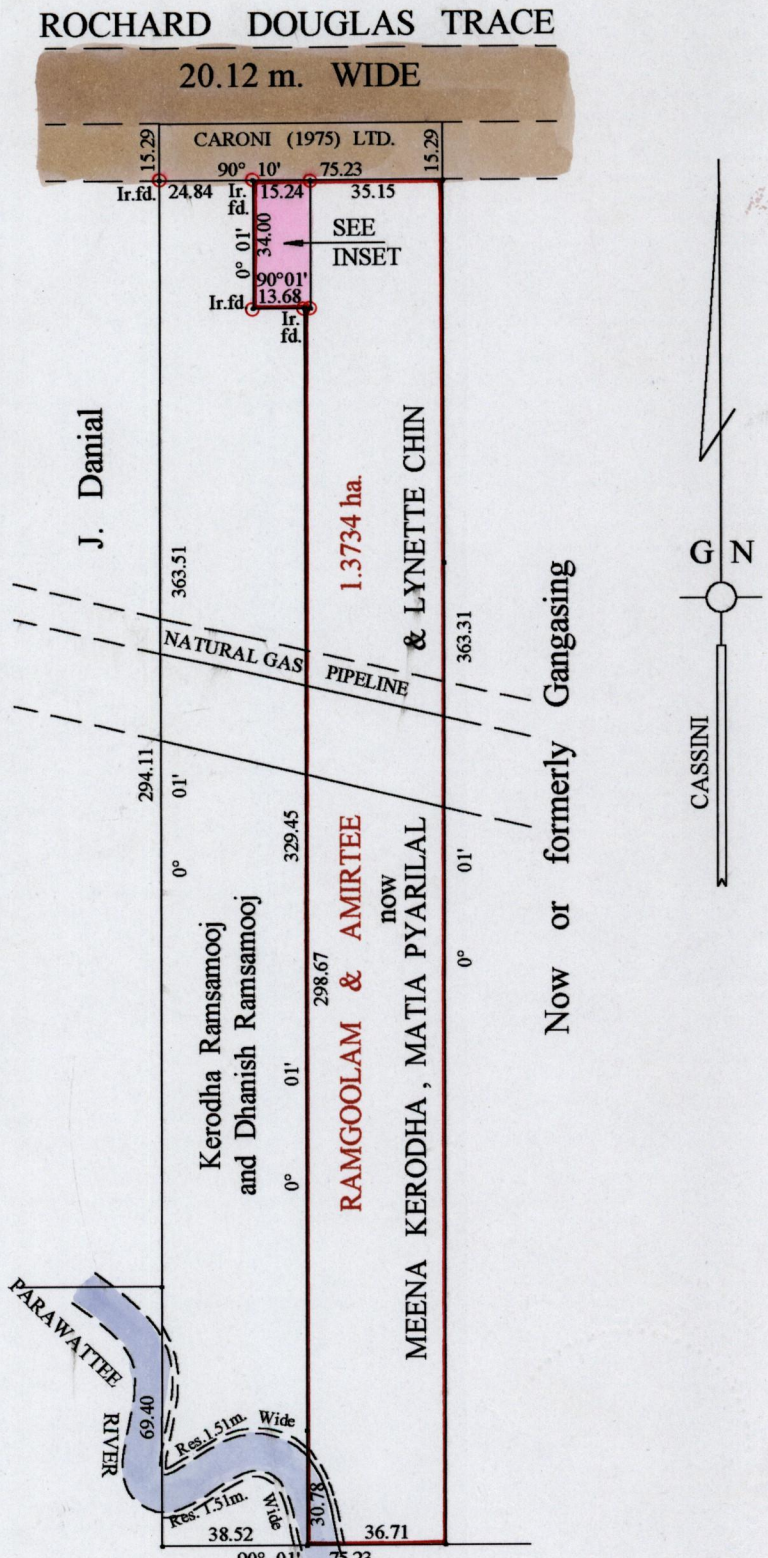 ROCHARD DOUGLAS TRACE
20.12 m. WIDE
15.29
CARONI (1975) LTD.
15.29
90° 10' 75.23
Ir.fd.
24.84
Ir.
fd.
15.24
35.15
0° 01'
34.00
SEE
INSET
90°01'
Ir.fd.
13.68
Ir.
fd.
J. Danial
363.51
1.3734 ha.
& LYNETTE CHIN
363.31
G N
CASSINI
NATURAL GAS PIPELINE
Now or formerly Gangasing
294.11
0° 01'
329.45
298.67
0° 01'
Kerodha Ramsamooj
and Dhanish Ramsamooj
0° 01'
RAMGOOLAM & AMIRTEE
now
MEENA KERODHA, MATIA PYARILAL
PARAWATTEE
RIVER
69.40
Res.1.51m. Wide
Res. 1.51m. Wide
30.78
38.52
36.71
90° 01' 75.23